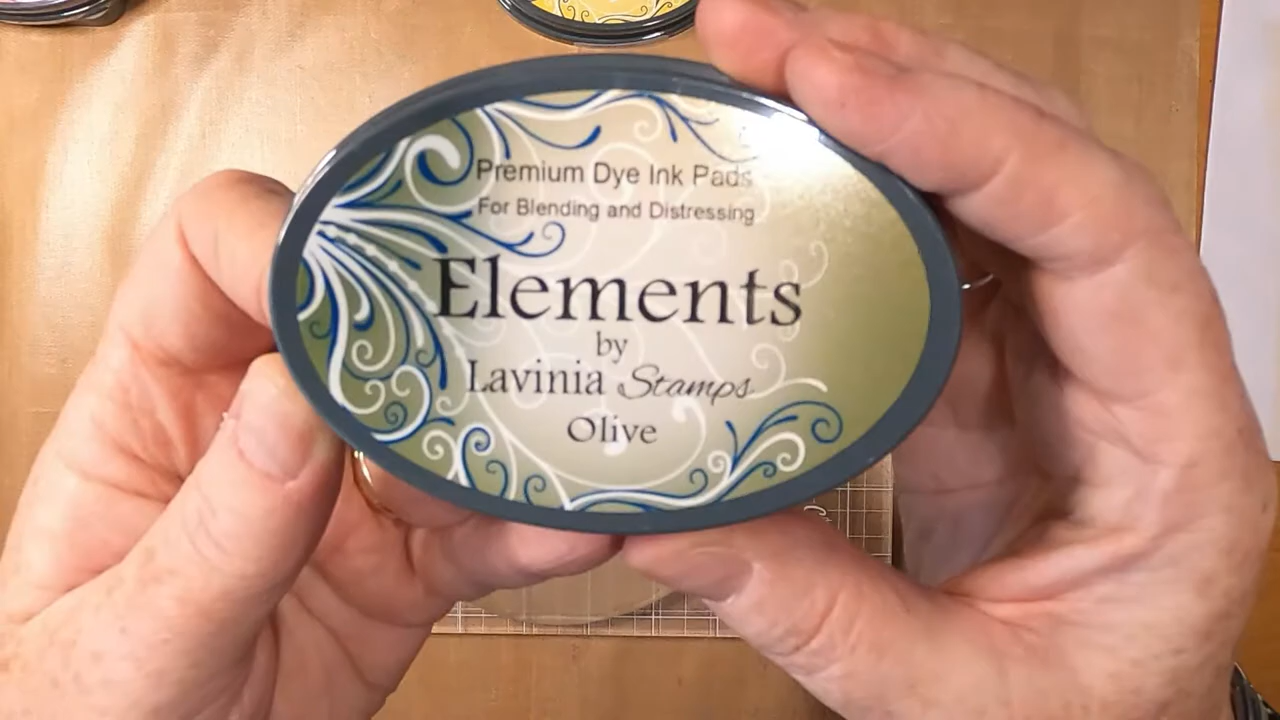 Premium Dye Ink Pads
For Blending and Distressing
Elements
by
Lavinia Stamps
Olive